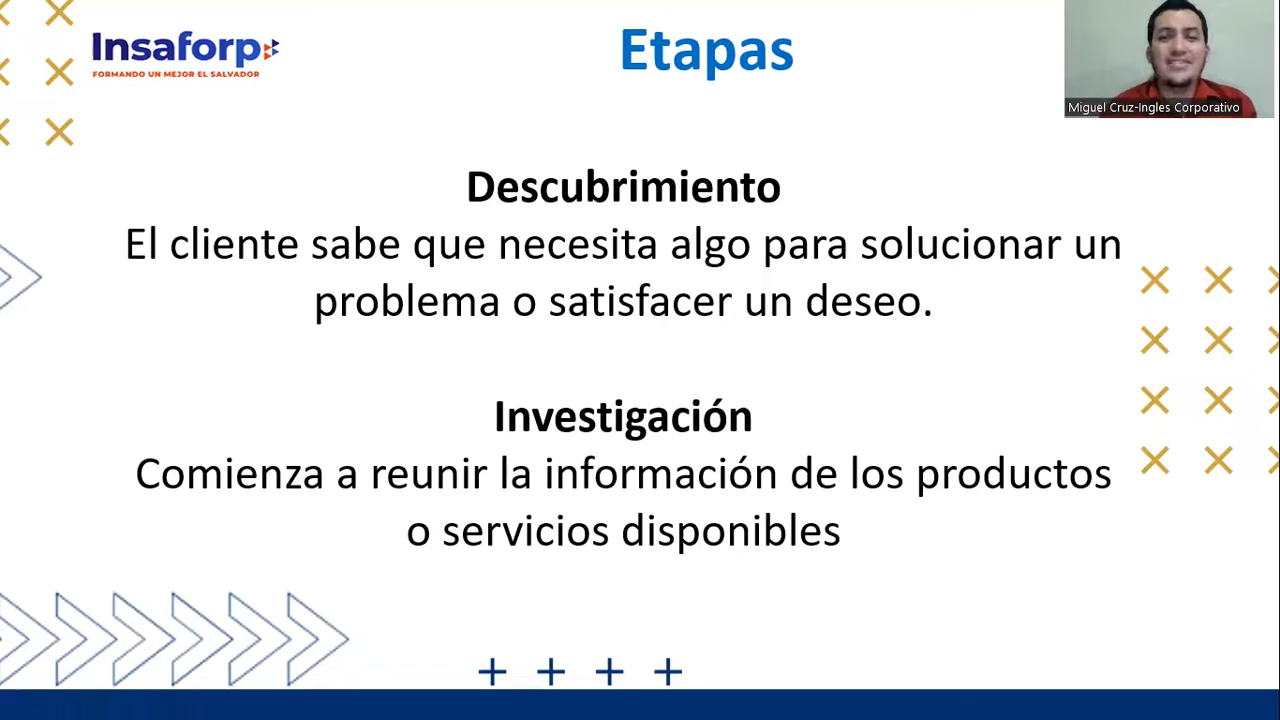 Insaforp
FORMANDO UN MEJOR EL SALVADOR
Etapas
Miguel Cruz-Ingles Corporativo
Descubrimiento
El cliente sabe que necesita algo para solucionar un
problema o satisfacer un deseo.
Investigación
Comienza a reunir la información de los productos
o servicios disponibles